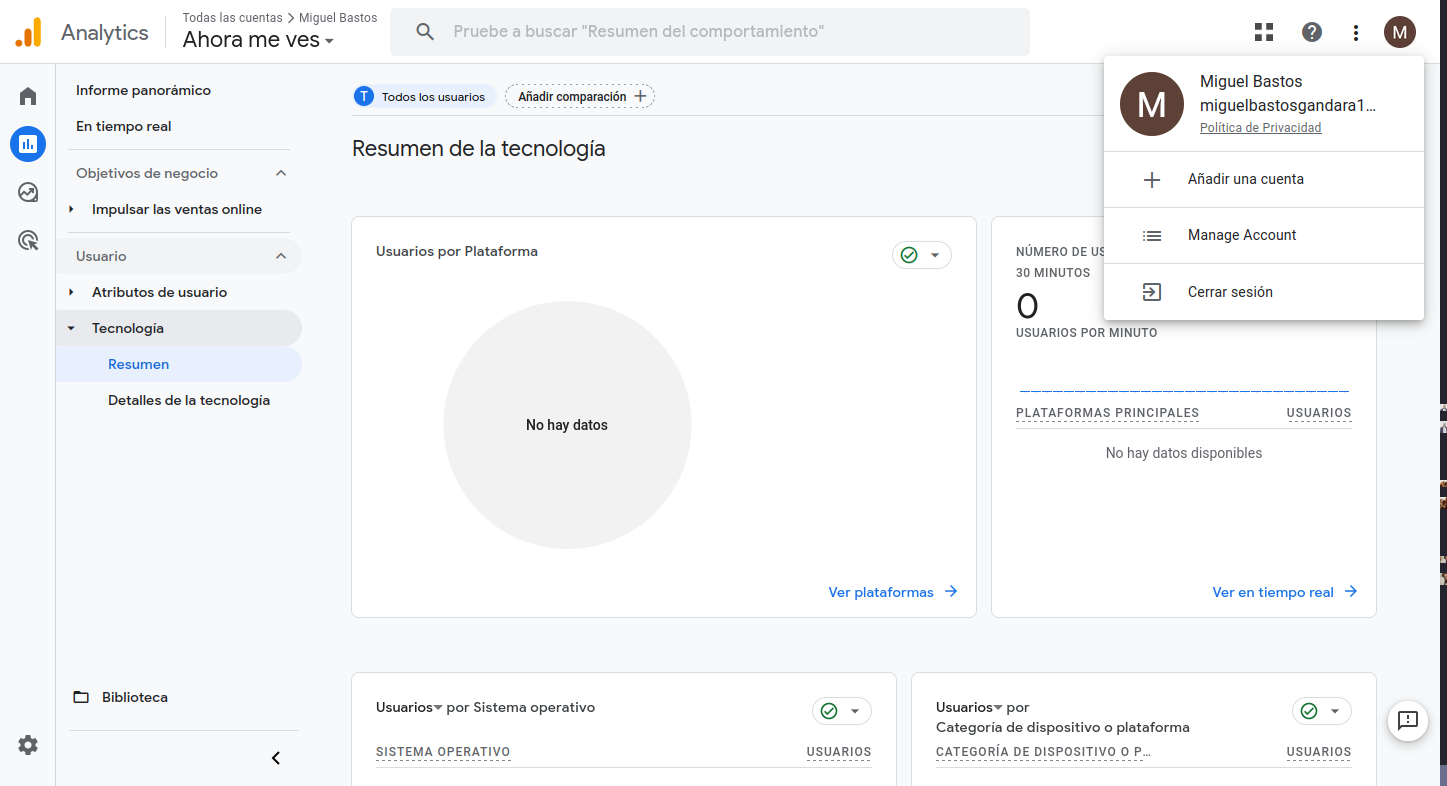 Analytics
Todas las cuentas > Miguel Bastos
Ahora me ves
Pruebe a buscar "Resumen del comportamiento"
M
M
Miguel Bastos
miguelbastosgandara1…
Política de Privacidad
Añadir una cuenta
Manage Account
Cerrar sesión
Informe panorámico
En tiempo real
Objetivos de negocio
Impulsar las ventas online
Usuario
Atributos de usuario
Tecnología
Resumen
Detalles de la tecnología
Biblioteca
T Todos los usuarios
Añadir comparación
Resumen de la tecnología
Usuarios por Plataforma
No hay datos
Ver plataformas
NÚMERO DE US
30 MINUTOS
0
USUARIOS POR MINUTO
PLATAFORMAS PRINCIPALES USUARIOS
No hay datos disponibles
Ver en tiempo real
Usuarios por Sistema operativo
SISTEMA OPERATIVO USUARIOS
Usuarios por
Categoría de dispositivo o plataforma
CATEGORÍA DE DISPOSITIVO O P… USUARIOS